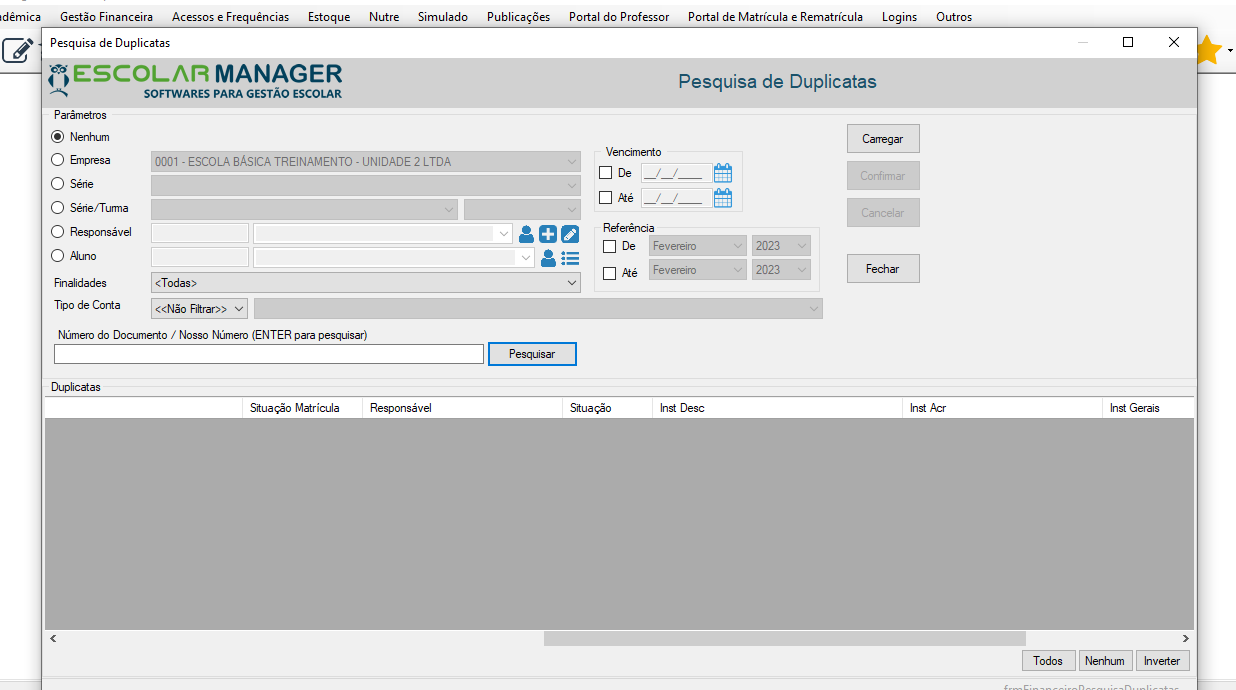 dêmica Gestão Financeira Acessos e Frequências Estoque Nutre Simulado Publicações Portal do Professor Portal de Matrícula e Rematrícula Logins Outros
Pesquisa de Duplicatas
ESCOLAR MANAGER
SOFTWARES PARA GESTÃO ESCOLAR
Pesquisa de Duplicatas
Parâmetros
Nenhum
Empresa 0001 - ESCOLA BÁSICA TREINAMENTO - UNIDADE 2 LTDA
Série
Série/Turma
Responsável
Aluno
Finalidades <Todas>
Tipo de Conta <<Não Filtrar>>
Vencimento
De __/__/____
Até __/__/____
Referência
De Fevereiro 2023
Até Fevereiro 2023
Carregar
Confirmar
Cancelar
Fechar
Número do Documento / Nosso Número (ENTER para pesquisar)
Pesquisar
Duplicatas
Situação Matrícula Responsável Situação Inst Desc Inst Acr Inst Gerais
Todos Nenhum Inverter
frmFinanceiroPesquisaDuplicatas